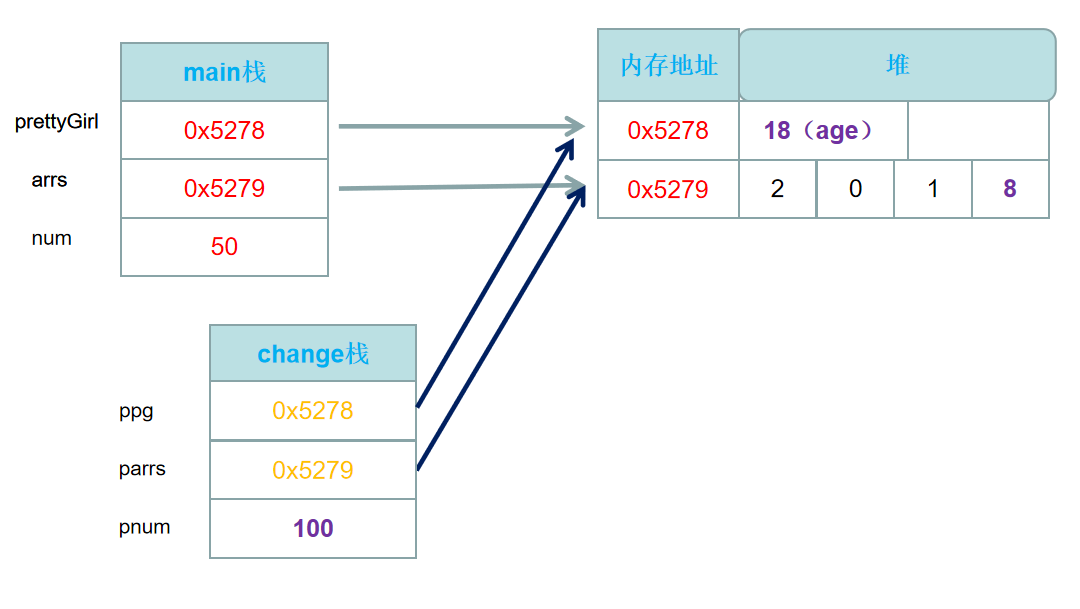 main栈
prettyGirl 0x5278
arrs 0x5279
num 50
内存地址 堆
0x5278 18（age）
0x5279 2 0 1 8
change栈
ppg 0x5278
parrs 0x5279
pnum 100